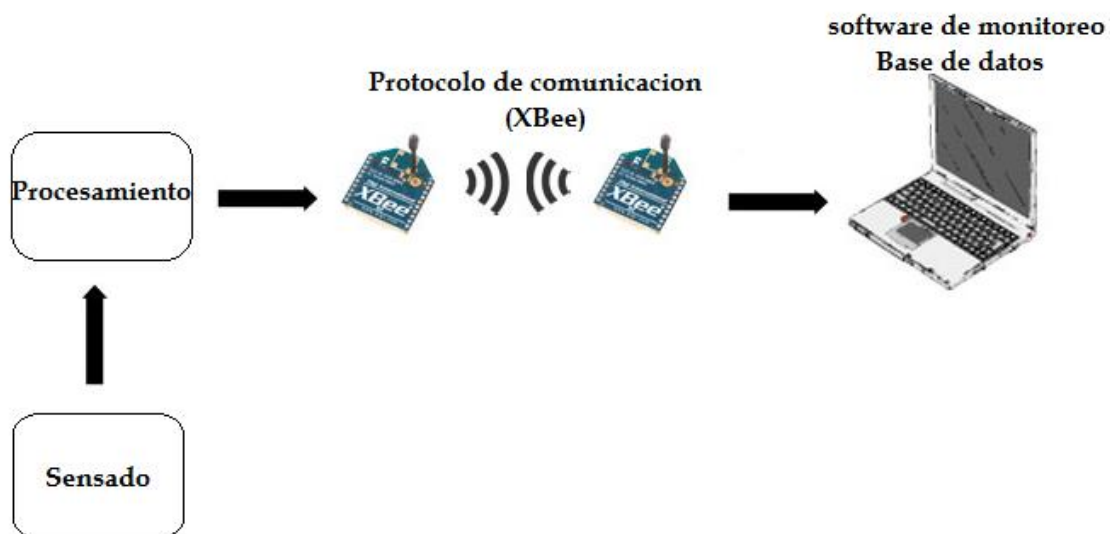 software de monitoreo
Base de datos
Protocolo de comunicacion
(XBee)
Procesamiento
XBee
XBee
Sensado